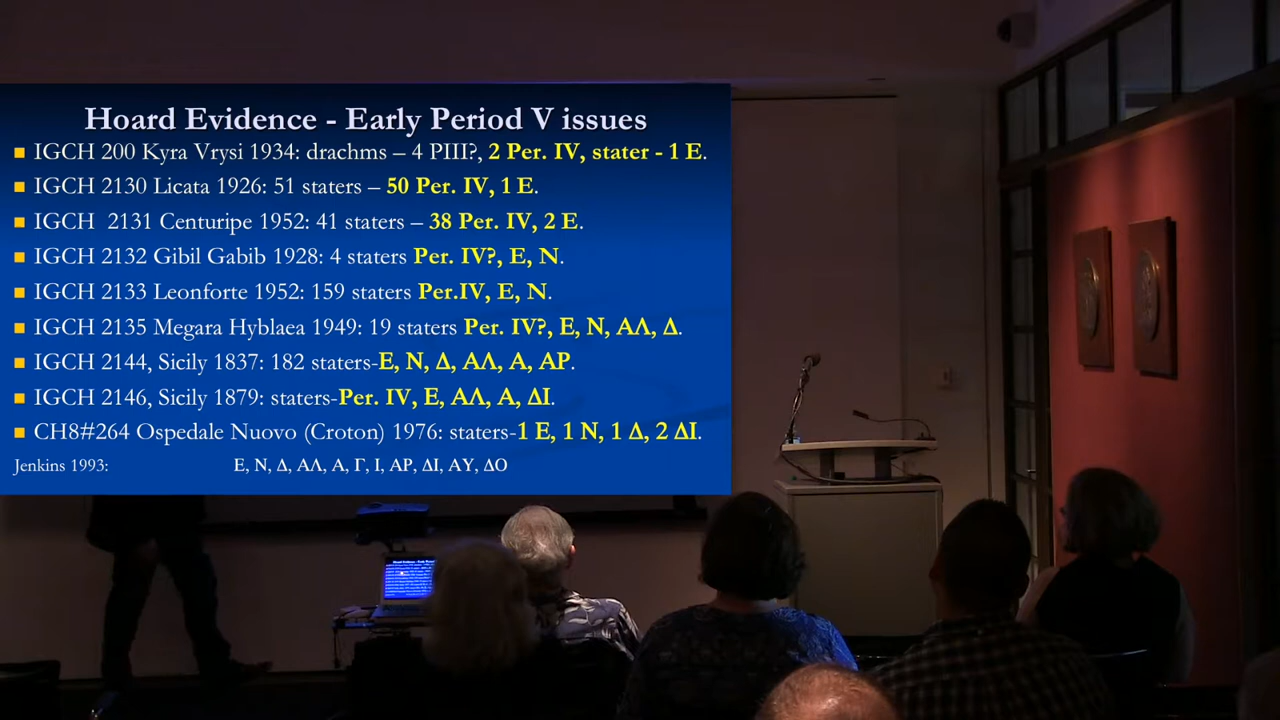 Hoard Evidence - Early Period V issues
IGCH 200 Kyra Vrysi 1934: drachms – 4 PIII?, 2 Per. IV, stater - 1 E.
IGCH 2130 Licata 1926: 51 staters – 50 Per. IV, 1 E.
IGCH 2131 Centuripe 1952: 41 staters – 38 Per. IV, 2 E.
IGCH 2132 Gibil Gabib 1928: 4 staters Per. IV?, E, N.
IGCH 2133 Leonforte 1952: 159 staters Per.IV, E, N.
IGCH 2135 Megara Hyblaea 1949: 19 staters Per. IV?, E, N, ΑΛ, Δ.
IGCH 2144, Sicily 1837: 182 staters-E, N, Δ, ΑΛ, A, AP.
IGCH 2146, Sicily 1879: staters-Per. IV, E, ΑΛ, A, ΔΙ.
CH8#264 Ospedale Nuovo (Croton) 1976: staters-1 E, 1 N, 1 Δ, 2 ΔΙ.
Jenkins 1993: E, N, Δ, ΑΛ, A, Γ, I, AP, ΔΙ, AY, ΔΟ